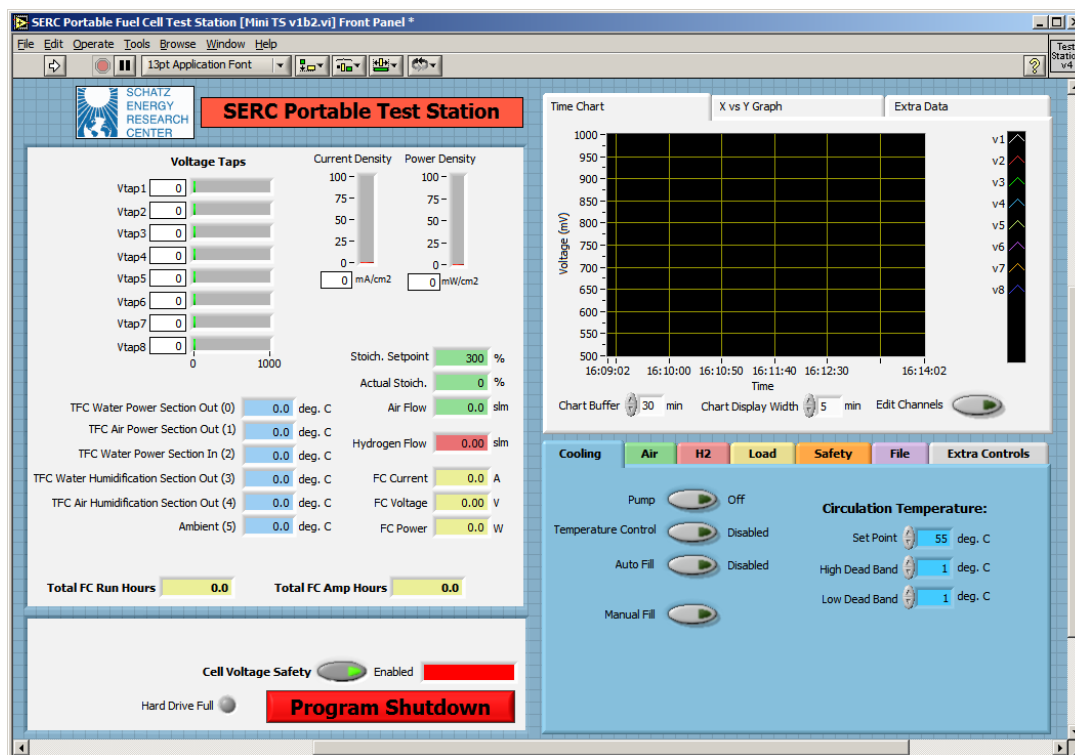 SERC Portable Fuel Cell Test Station [Mini TS v1b2.vi] Front Panel *
File Edit Operate Tools Browse Window Help
13pt Application Font
Test
Station
v4
SCHATZ
ENERGY
RESEARCH
CENTER
SERC Portable Test Station
Voltage Taps
Vtap1 0
Vtap2 0
Vtap3 0
Vtap4 0
Vtap5 0
Vtap6 0
Vtap7 0
Vtap8 0
0 1000
Current Density
100
75
50
25
0
0 mA/cm2
Power Density
100
75
50
25
0
0 mW/cm2
Stoich. Setpoint 300 %
Actual Stoich. 0 %
Air Flow 0.0 slm
Hydrogen Flow 0.00 slm
FC Current 0.0 A
FC Voltage 0.00 V
FC Power 0.0 W
TFC Water Power Section Out (0) 0.0 deg. C
TFC Air Power Section Out (1) 0.0 deg. C
TFC Water Power Section In (2) 0.0 deg. C
TFC Water Humidification Section Out (3) 0.0 deg. C
TFC Air Humidification Section Out (4) 0.0 deg. C
Ambient (5) 0.0 deg. C
Total FC Run Hours 0.0 Total FC Amp Hours 0.0
Cell Voltage Safety Enabled
Hard Drive Full Program Shutdown
Time Chart X vs Y Graph Extra Data
Voltage (mV)
1000
950
900
850
800
750
700
650
600
550
500
16:09:02 16:10:00 16:10:50 16:11:40 16:12:30 16:14:02
Time
v1
v2
v3
v4
v5
v6
v7
v8
Chart Buffer 30 min Chart Display Width 5 min Edit Channels
Cooling Air H2 Load Safety File Extra Controls
Pump Off
Temperature Control Disabled
Auto Fill Disabled
Manual Fill
Circulation Temperature:
Set Point 55 deg. C
High Dead Band 1 deg. C
Low Dead Band 1 deg. C